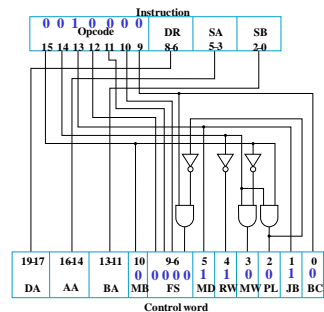 Instruction
0 0 1 0 0 0 0
Opcode DR SA SB
8-6 5-3 2-0
15 14 13 12 11 10 9
19-17 16-14 13-11 10 9-6 5 4 3 2 1 0
0 0 0 0 0 1 1 0 0 1 0
DA AA BA MB FS MD RW MW PL JB BC
Control word